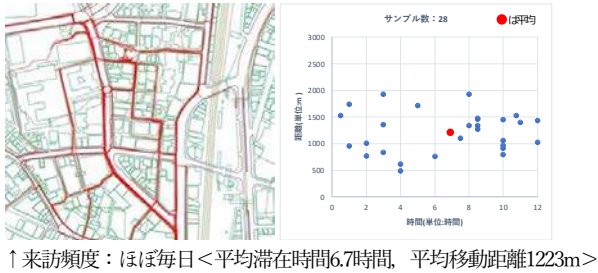 サンプル数：28
は平均
3000
2500
2000
1500
1000
500
0
距離(単位:m)
0 2 4 6 8 10 12
時間(単位:時間)
↑来訪頻度：ほぼ毎日＜平均滞在時間6.7時間，平均移動距離1223m＞